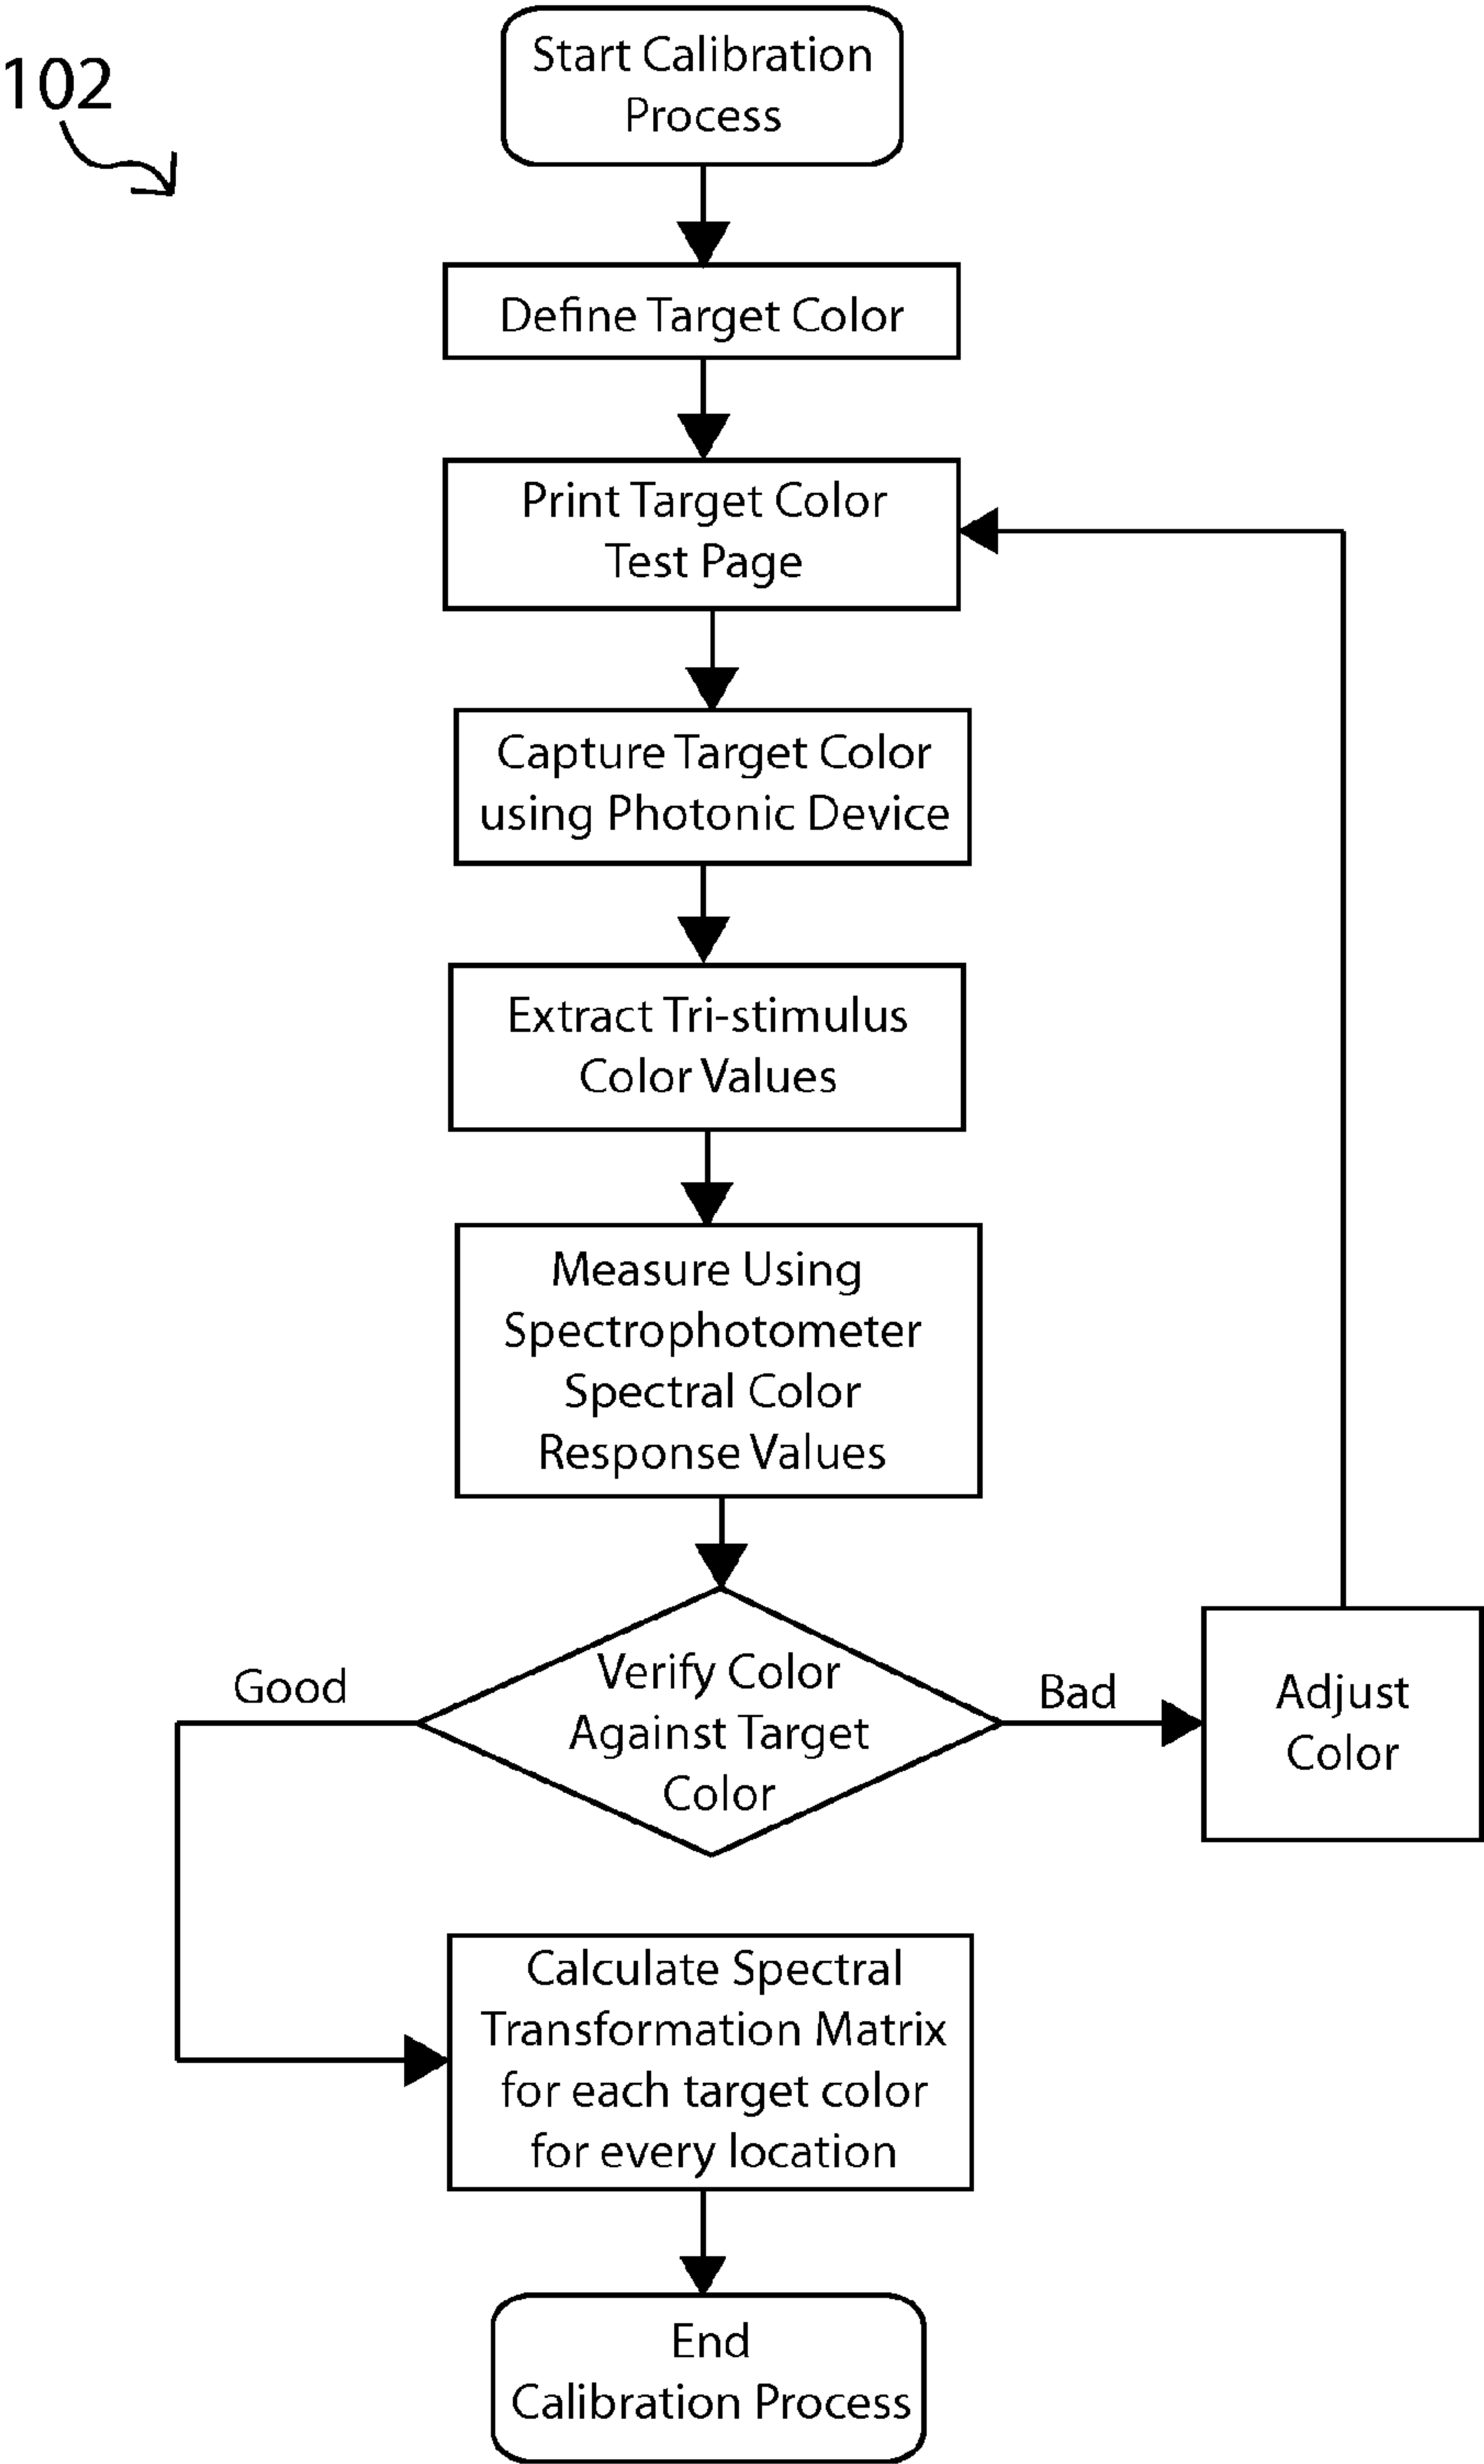 102
Start Calibration
Process
Define Target Color
Print Target Color
Test Page
Capture Target Color
using Photonic Device
Extract Tri-stimulus
Color Values
Measure Using
Spectrophotometer
Spectral Color
Response Values
Good
Verify Color
Against Target
Color
Bad
Adjust
Color
Calculate Spectral
Transformation Matrix
for each target color
for every location
End
Calibration Process